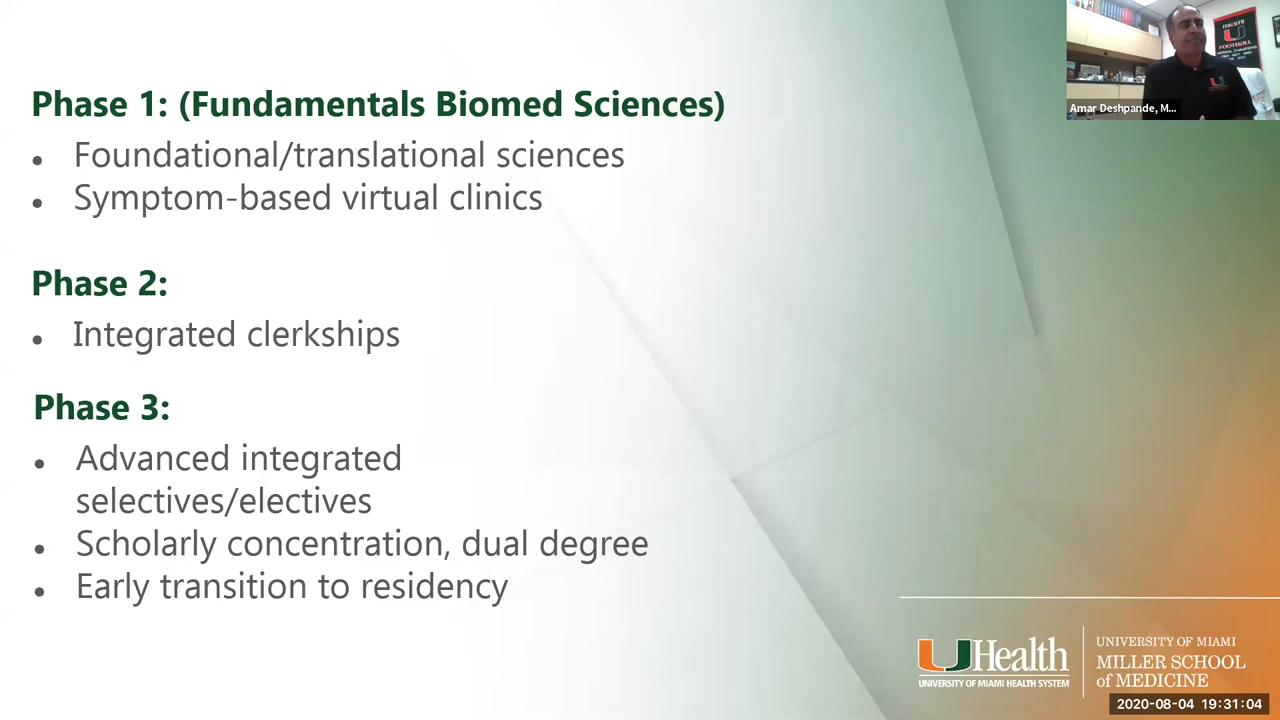 Phase 1: (Fundamentals Biomed Sciences)
• Foundational/translational sciences
• Symptom-based virtual clinics
Phase 2:
• Integrated clerkships
Phase 3:
• Advanced integrated
selectives/electives
• Scholarly concentration, dual degree
• Early transition to residency
miami
U
FOOTBALL
Amar Deshpande, M...
UHealth
UNIVERSITY OF MIAMI HEALTH SYSTEM
UNIVERSITY OF MIAMI
MILLER SCHOOL
of MEDICINE
2020-08-04 19:31:04